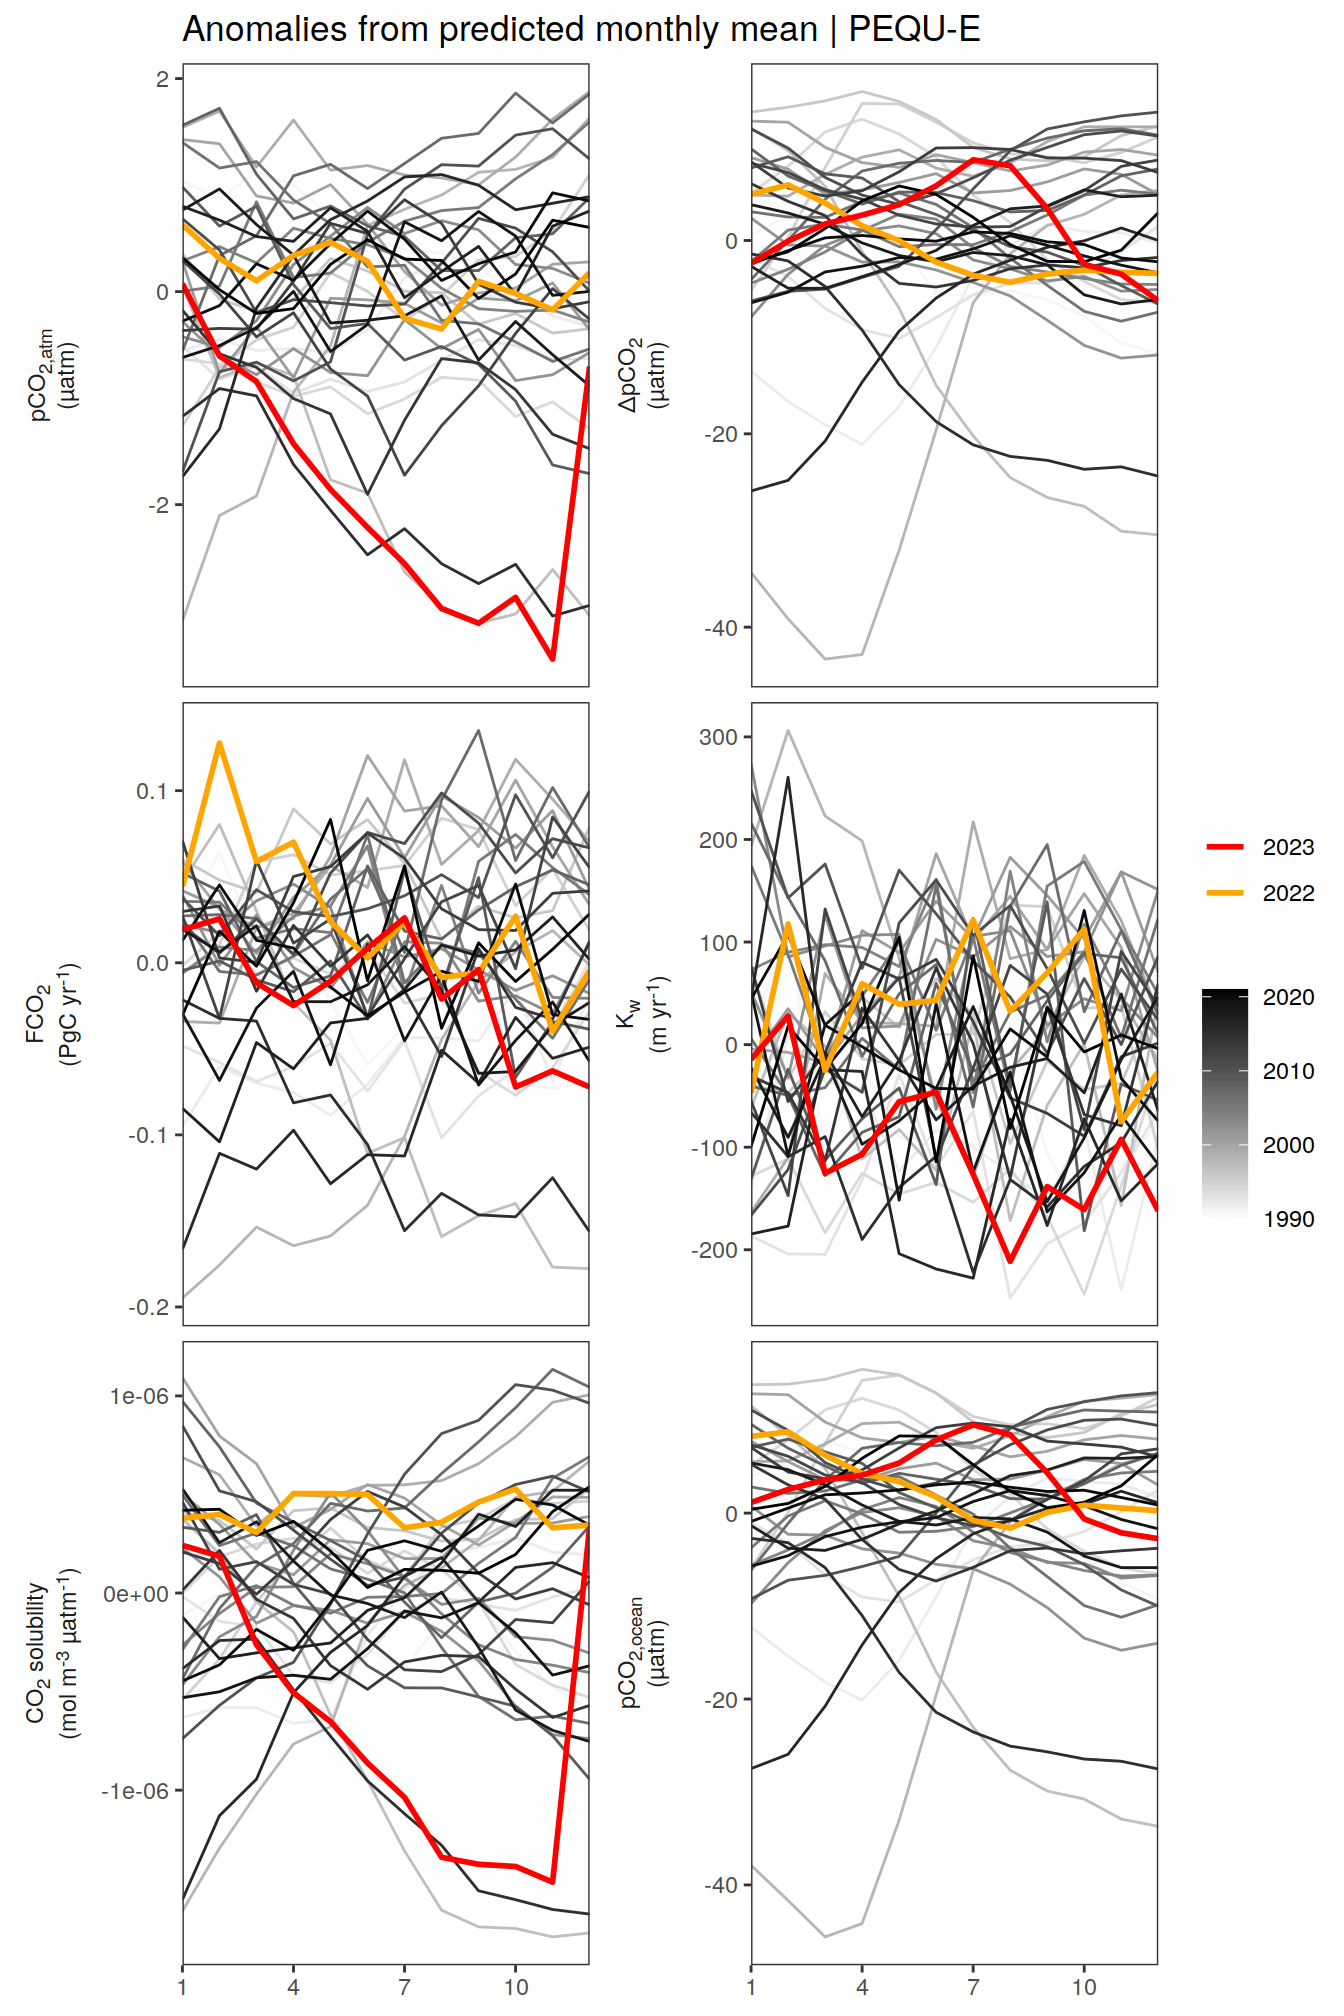 Anomalies from predicted monthly mean | PEQU-E
pCO2,atm
(µatm)
2
0
-2
ΔpCO2
(µatm)
0
-20
-40
FCO2
(PgC yr-1)
0.1
0.0
-0.1
-0.2
Kw
(m yr-1)
300
200
100
0
-100
-200
2023
2022
2020
2010
2000
1990
CO2 solubility
(mol m-3 µatm-1)
1e-06
0e+00
-1e-06
1
4
7
10
pCO2,ocean
(µatm)
0
-20
-40
1
4
7
10